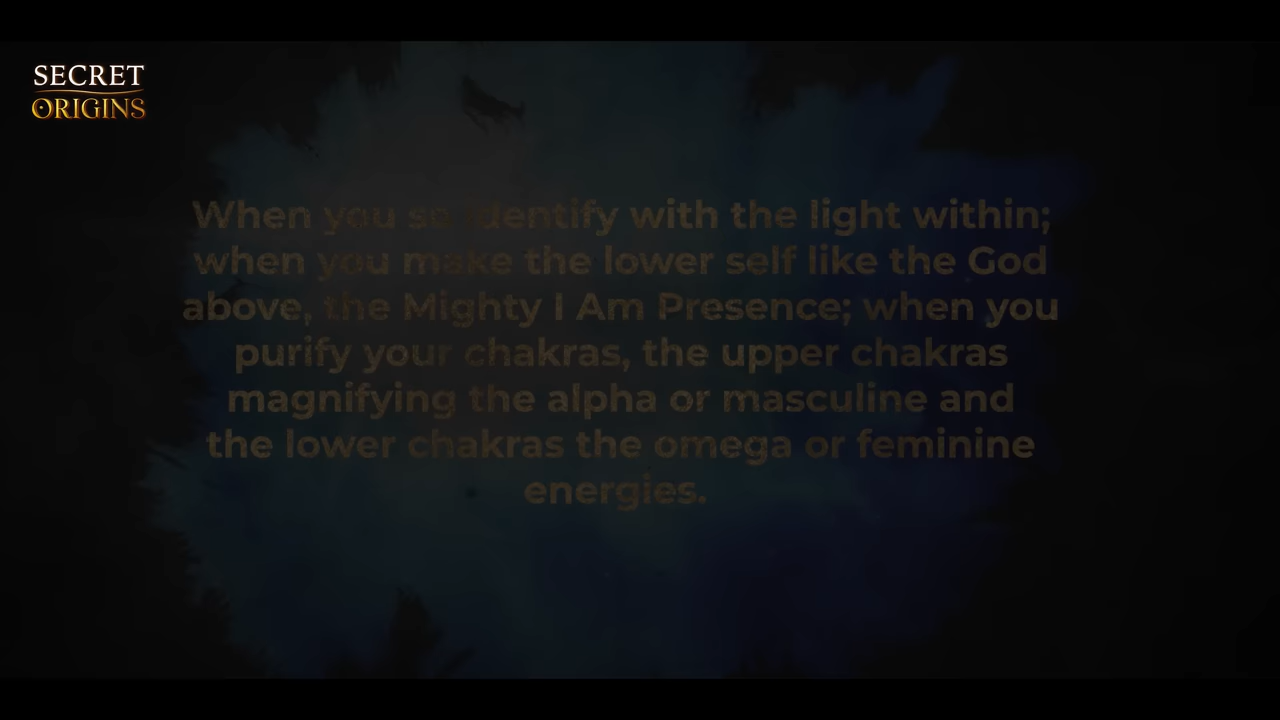 SECRET
ORIGINS
When you so identify with the light within;
when you make the lower self like the God
above, the Mighty I Am Presence; when you
purify your chakras, the upper chakras
magnifying the alpha or masculine and
the lower chakras the omega or feminine
energies.